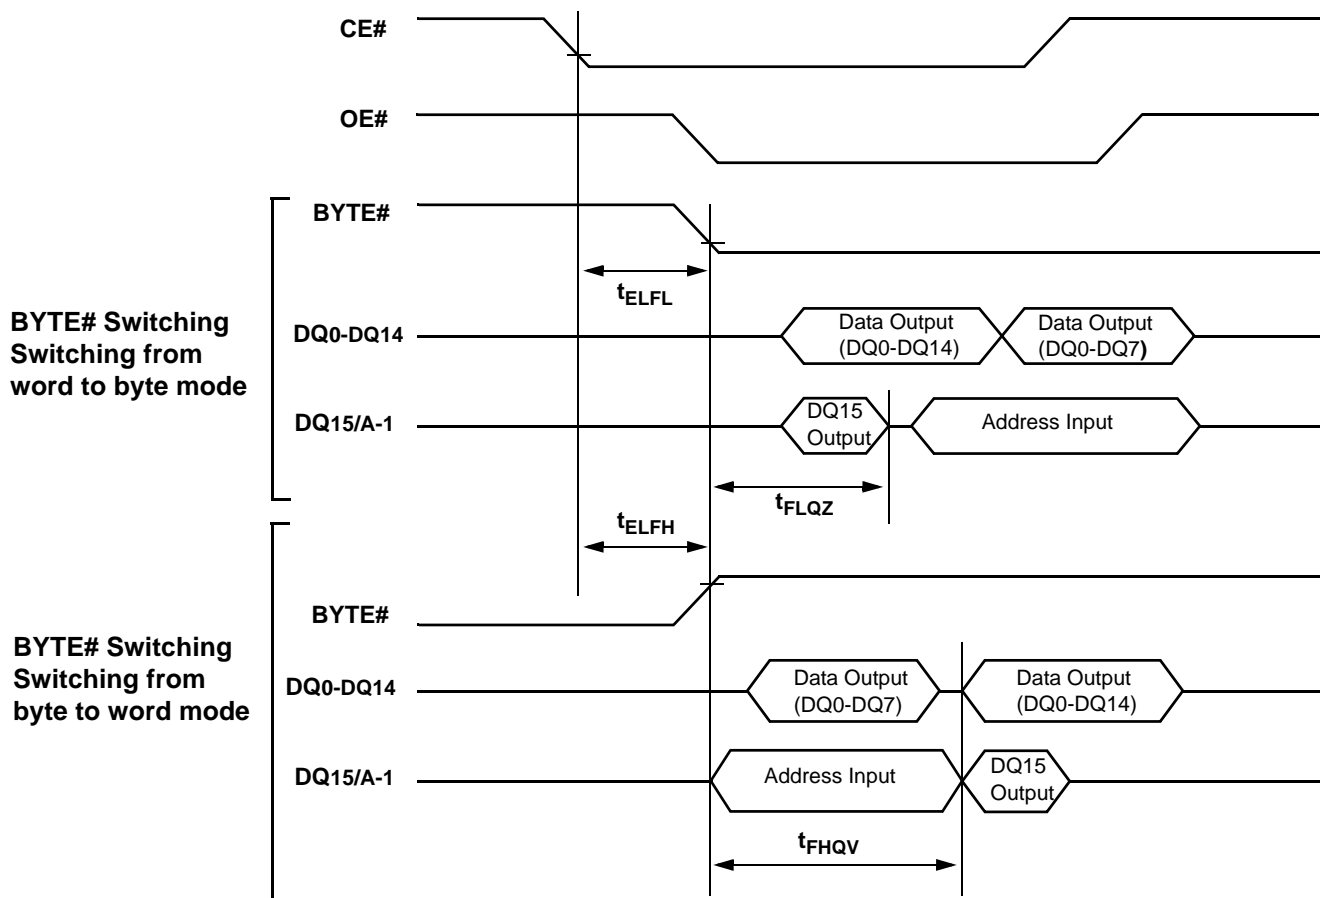 CE#
OE#
BYTE#
tELFL
BYTE# Switching
Switching from
word to byte mode
DQ0-DQ14
Data Output
(DQ0-DQ14)
Data Output
(DQ0-DQ7)
DQ15/A-1
DQ15
Output
Address Input
tFLQZ
tELFH
BYTE#
BYTE# Switching
Switching from
byte to word mode
DQ0-DQ14
Data Output
(DQ0-DQ7)
Data Output
(DQ0-DQ14)
DQ15/A-1
Address Input
DQ15
Output
tFHQV